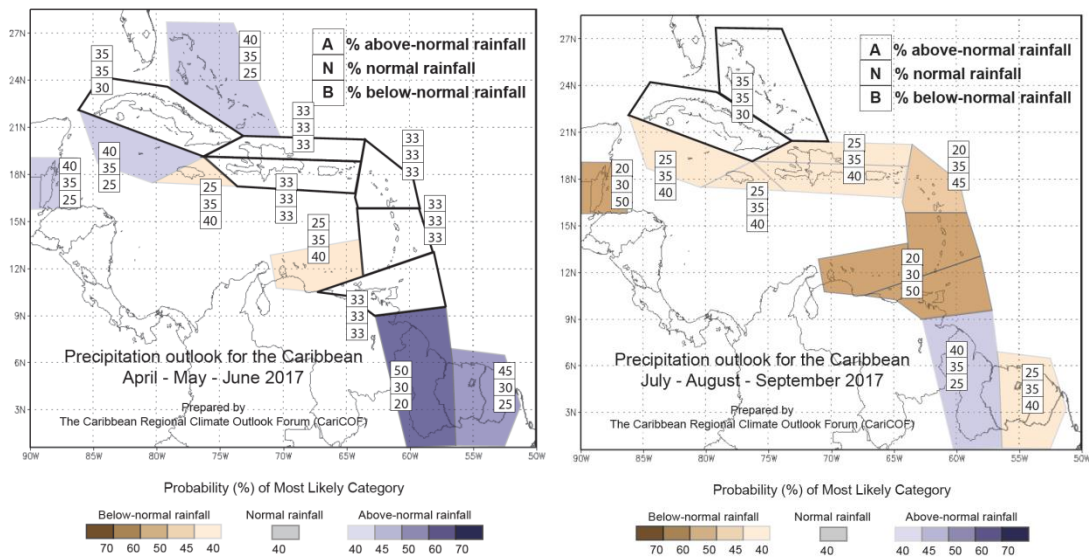 27N
24N
21N
18N
15N
12N
9N
6N
3N
A % above-normal rainfall
N % normal rainfall
B % below-normal rainfall
35
35
30
40
35
25
33
33
33
33
33
33
40
35
25
40
35
25
25
35
40
33
33
33
33
33
33
25
35
40
33
33
33
50
30
20
45
30
25
Precipitation outlook for the Caribbean
April - May - June 2017
Prepared by
The Caribbean Regional Climate Outlook Forum (CariCOF)
90W 85W 80W 75W 70W 65W 60W 55W 50W
Probability (%) of Most Likely Category
Below-normal rainfall Normal rainfall Above-normal rainfall
70 60 50 45 40 40 40 45 50 60 70
27N
24N
21N
18N
15N
12N
9N
6N
3N
A % above-normal rainfall
N % normal rainfall
B % below-normal rainfall
35
35
30
25
35
40
20
30
50
25
35
40
25
35
40
20
35
45
20
30
50
40
35
25
25
35
40
Precipitation outlook for the Caribbean
July - August - September 2017
Prepared by
The Caribbean Regional Climate Outlook Forum (CariCOF)
90W 85W 80W 75W 70W 65W 60W 55W 50W
Probability (%) of Most Likely Category
Below-normal rainfall Normal rainfall Above-normal rainfall
70 60 50 45 40 40 40 45 50 60 70